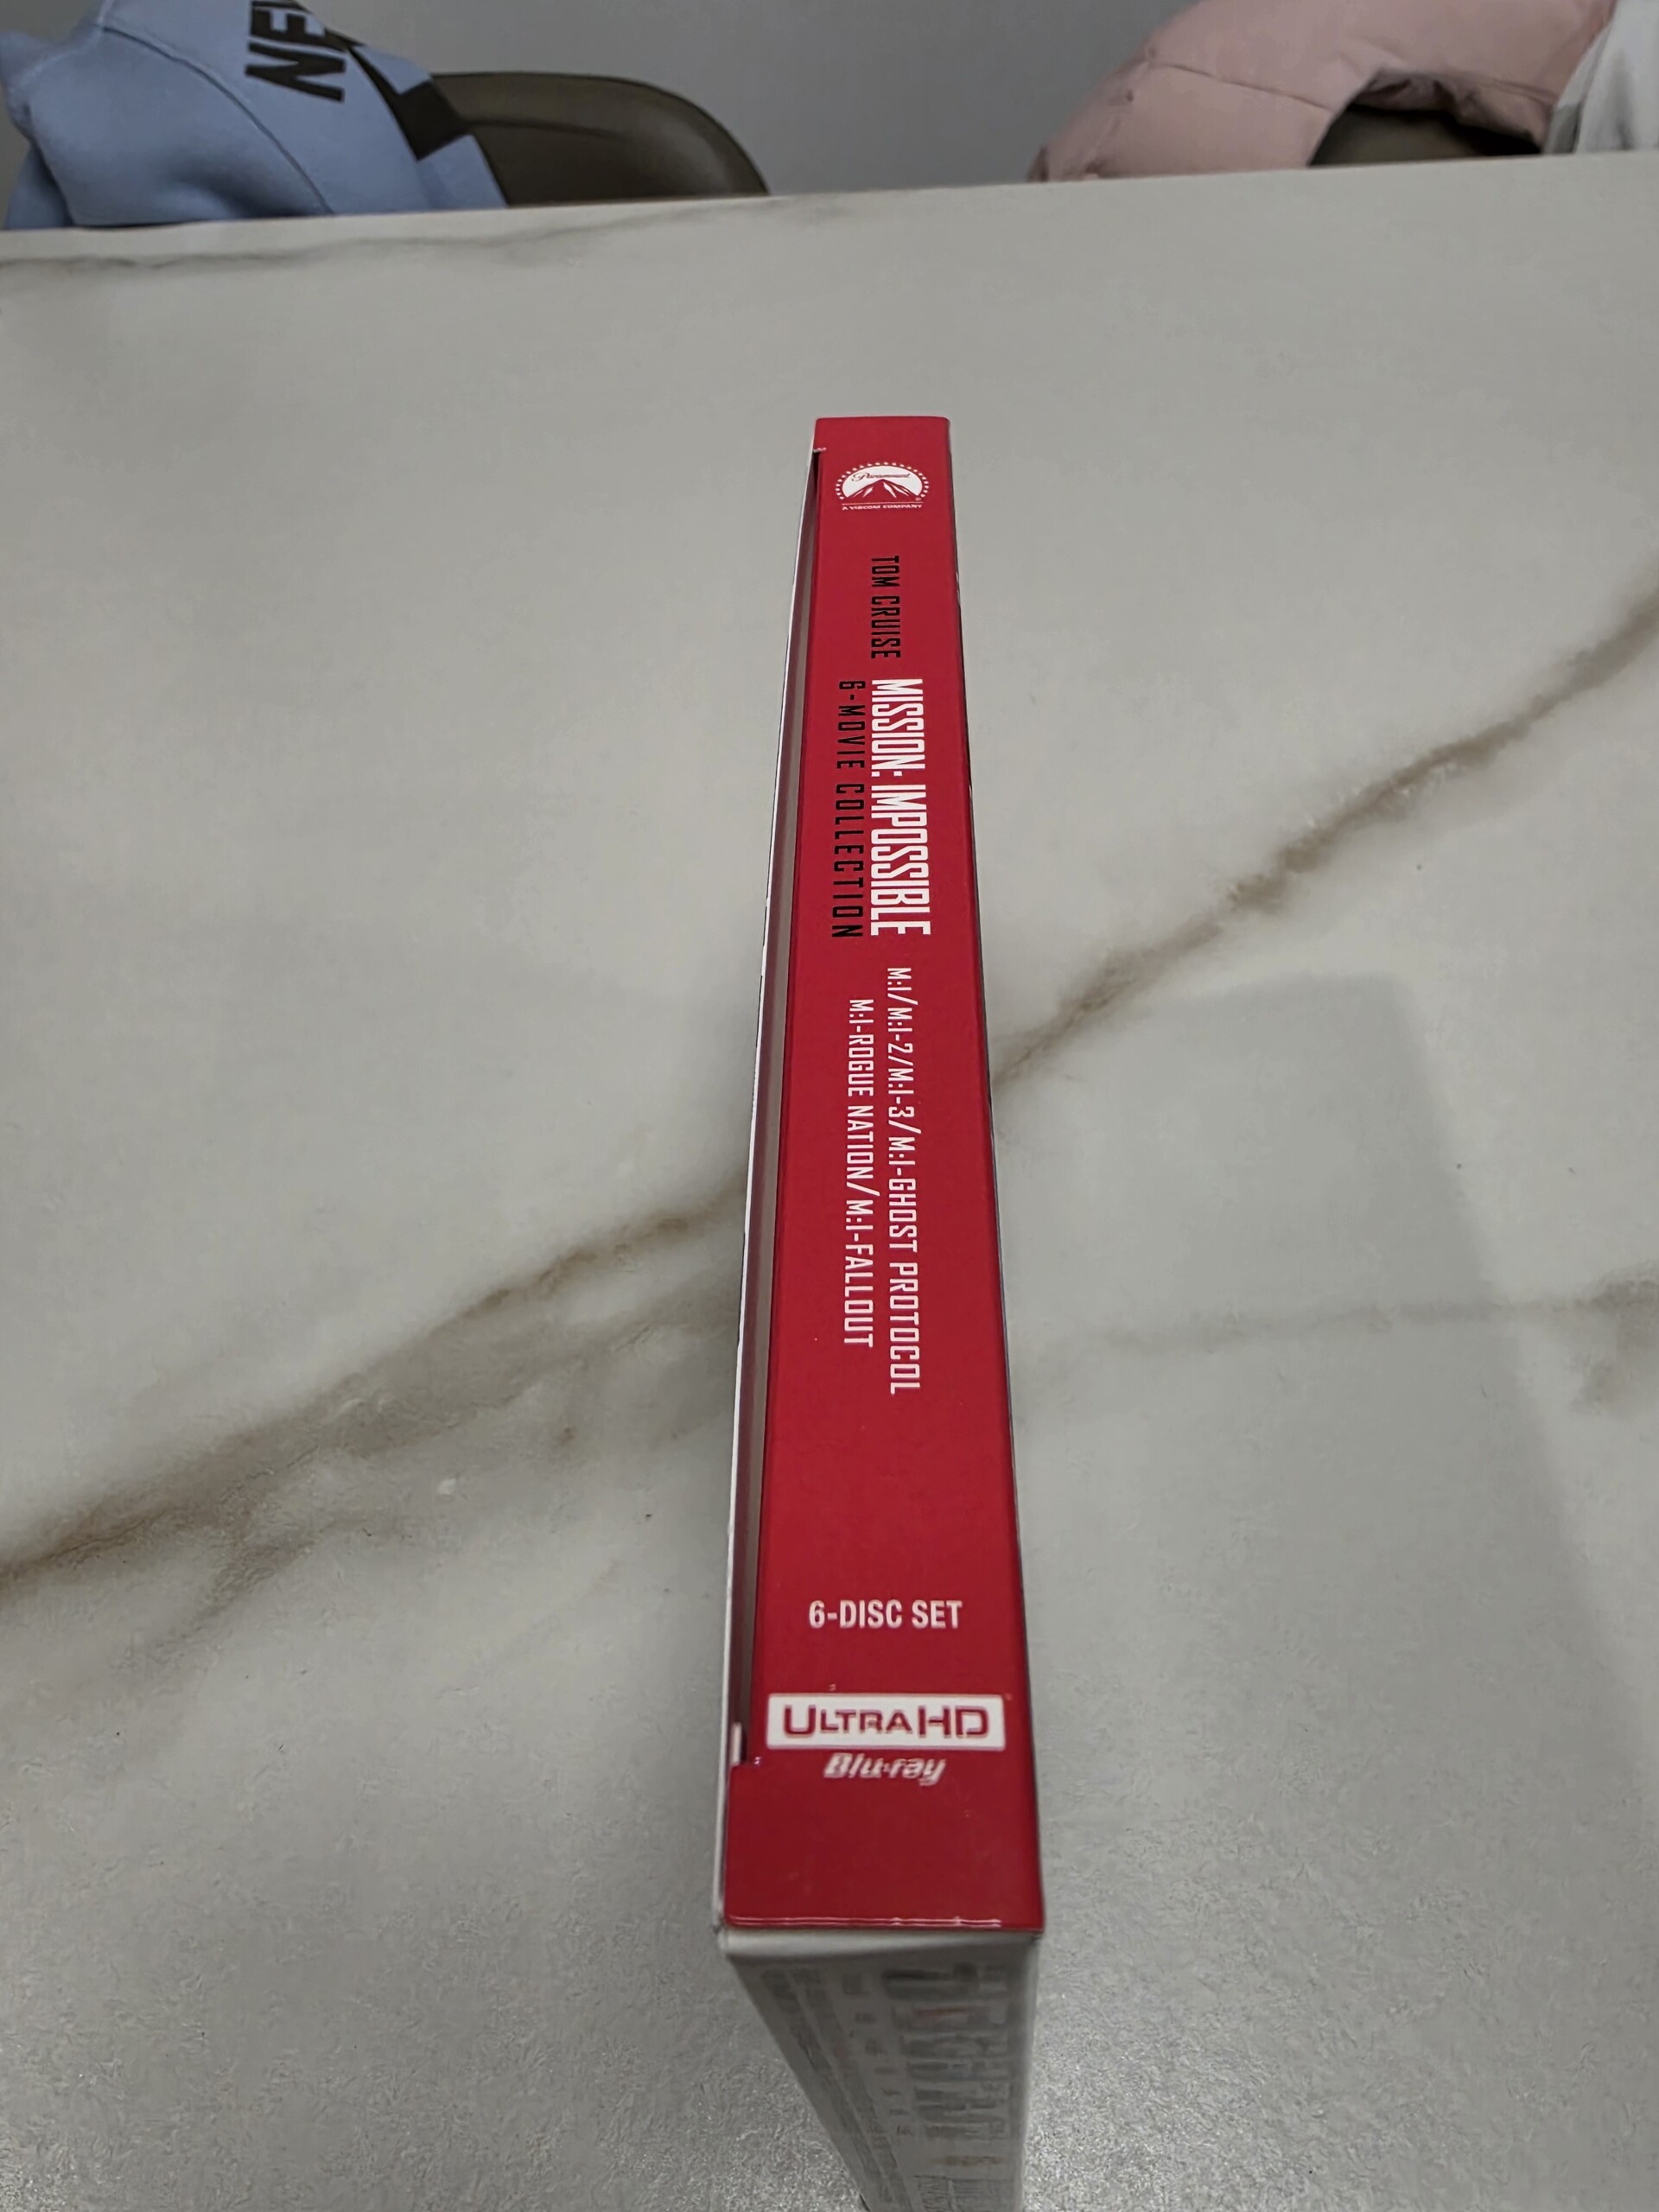 NF
Paramount
A VIACOM COMPANY
TOM CRUISE
MISSION: IMPOSSIBLE
6-MOVIE COLLECTION
M:I/M:I-2/M:I-3/M:I-GHOST PROTOCOL
M:I-ROGUE NATION/M:I-FALLOUT
6-DISC SET
ULTRA HD
Blu-ray